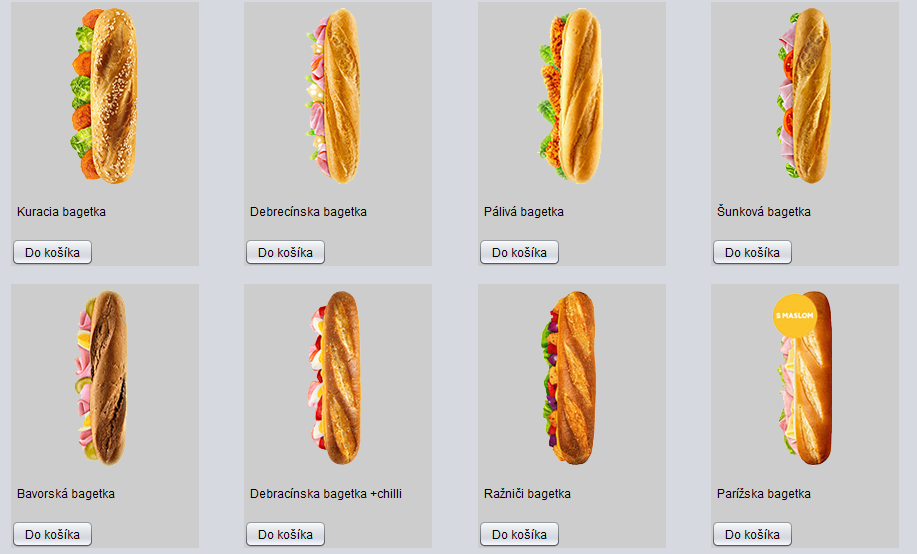 Kuracia bagetka
Debrecínska bagetka
Pálivá bagetka
Šunková bagetka
Do košíka
Do košíka
Do košíka
Do košíka
S MASLOM
Bavorská bagetka
Debracínska bagetka +chilli
Ražniči bagetka
Parížska bagetka
Do košíka
Do košíka
Do košíka
Do košíka